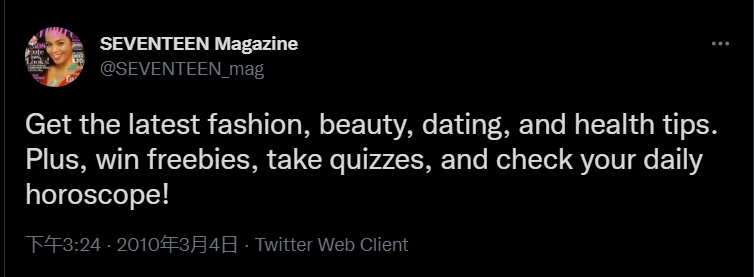 SEVENTEEN Magazine
@SEVENTEEN_mag
Get the latest fashion, beauty, dating, and health tips.
Plus, win freebies, take quizzes, and check your daily
horoscope!
下午3:24 · 2010年3月4日 · Twitter Web Client